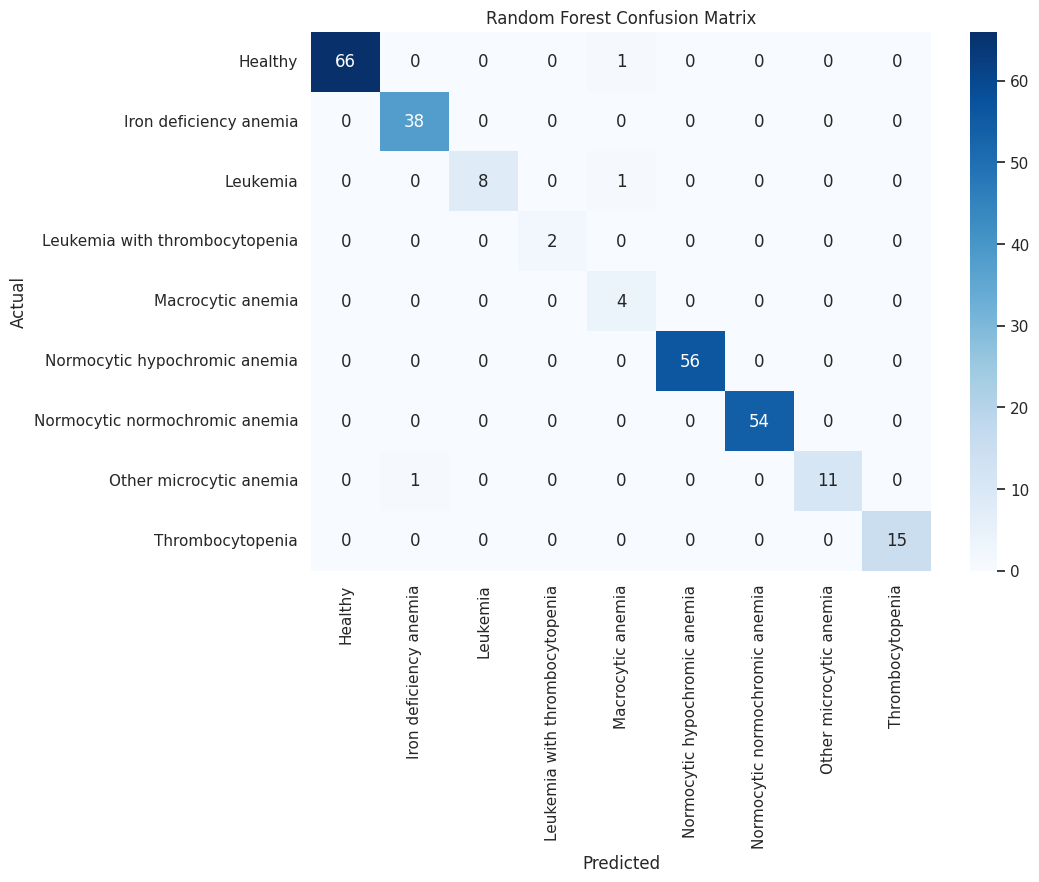 Random Forest Confusion Matrix
Actual
Healthy 66 0 0 0 1 0 0 0 0
Iron deficiency anemia 0 38 0 0 0 0 0 0 0
Leukemia 0 0 8 0 1 0 0 0 0
Leukemia with thrombocytopenia 0 0 0 2 0 0 0 0 0
Macrocytic anemia 0 0 0 0 4 0 0 0 0
Normocytic hypochromic anemia 0 0 0 0 0 56 0 0 0
Normocytic normochromic anemia 0 0 0 0 0 0 54 0 0
Other microcytic anemia 0 1 0 0 0 0 0 11 0
Thrombocytopenia 0 0 0 0 0 0 0 0 15
Healthy
Iron deficiency anemia
Leukemia
Leukemia with thrombocytopenia
Macrocytic anemia
Normocytic hypochromic anemia
Normocytic normochromic anemia
Other microcytic anemia
Thrombocytopenia
Predicted
60
50
40
30
20
10
0